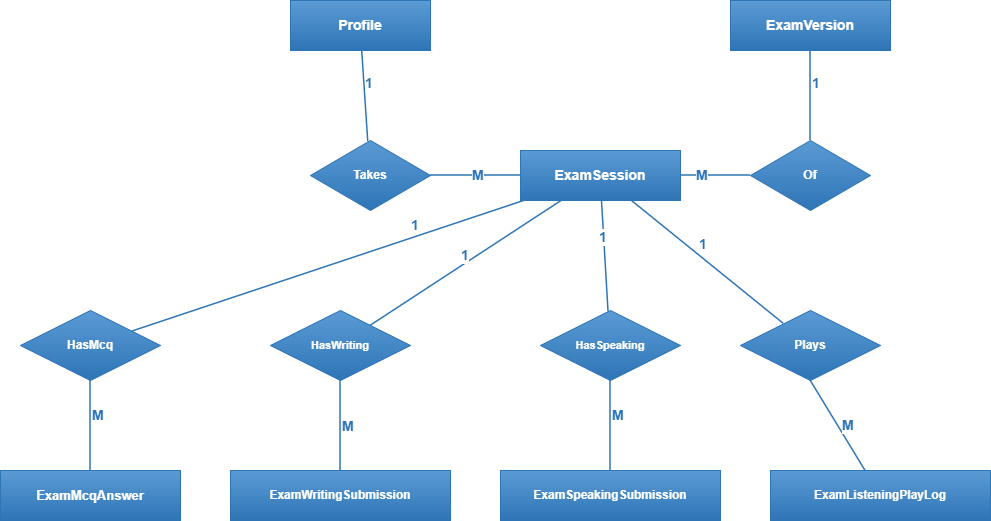 Profile
ExamVersion
1
1
Takes
M
ExamSession
M
Of
1
1
1
1
HasMcq
HasWriting
HasSpeaking
Plays
M
M
M
M
ExamMcqAnswer
ExamWritingSubmission
ExamSpeakingSubmission
ExamListeningPlayLog